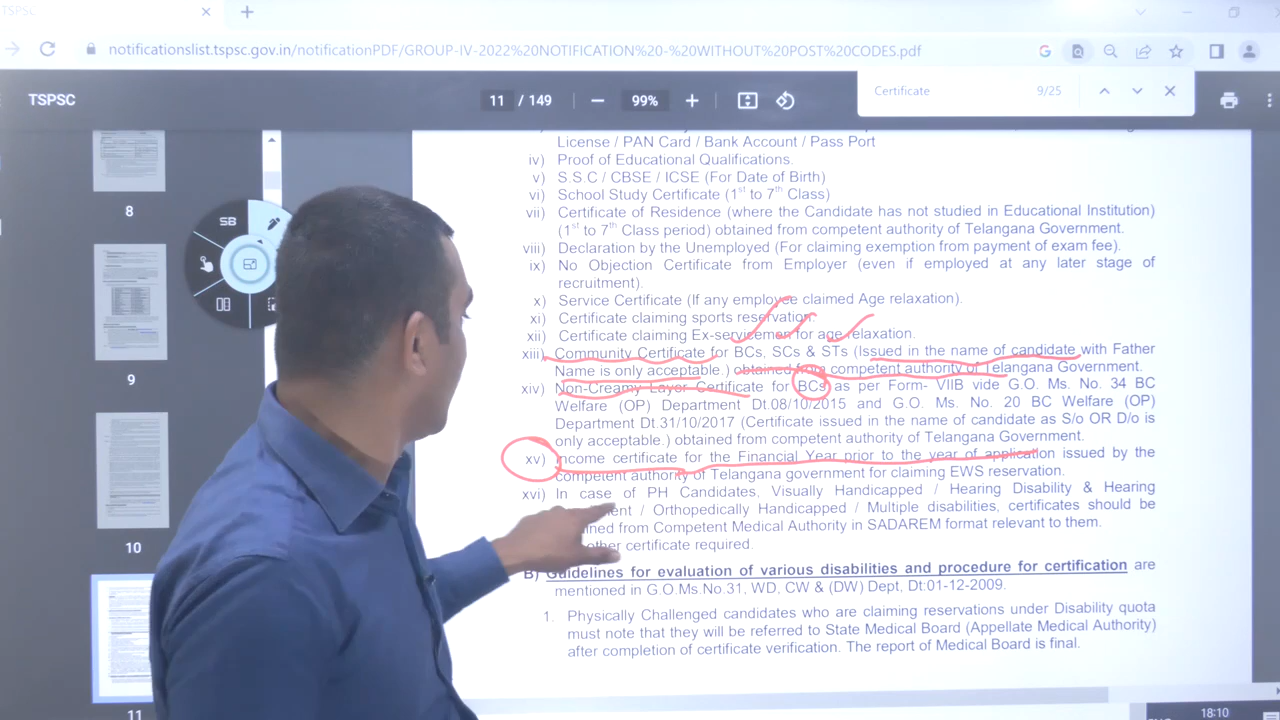 TSPSC
notificationslist.tspsc.gov.in/notificationPDF/GROUP-IV-2022%20NOTIFICATION%20-%20WITHOUT%20POST%20CODES.pdf
TSPSC
11 / 149
99%
Certificate
9/25
License / PAN Card / Bank Account / Pass Port
iv) Proof of Educational Qualifications.
v) S.S.C / CBSE / ICSE (For Date of Birth)
vi) School Study Certificate (1st to 7th Class)
vii) Certificate of Residence (where the Candidate has not studied in Educational Institution)
(1st to 7th Class period) obtained from competent authority of Telangana Government.
viii) Declaration by the Unemployed (For claiming exemption from payment of exam fee).
ix) No Objection Certificate from Employer (even if employed at any later stage of
recruitment).
x) Service Certificate (If any employee claimed Age relaxation).
xi) Certificate claiming sports reservation.
xii) Certificate claiming Ex-servicemen for age relaxation.
xiii) Community Certificate for BCs, SCs & STs (Issued in the name of candidate with Father
Name is only acceptable.) obtained from competent authority of Telangana Government.
xiv) Non-Creamy Layer Certificate for BCs as per Form- VIIB vide G.O. Ms. No. 34 BC
Welfare (OP) Department Dt.08/10/2015 and G.O. Ms. No. 20 BC Welfare (OP)
Department Dt.31/10/2017 (Certificate issued in the name of candidate as S/o OR D/o is
only acceptable.) obtained from competent authority of Telangana Government.
xv) Income certificate for the Financial Year prior to the year of application issued by the
competent authority of Telangana government for claiming EWS reservation.
xvi) In case of PH Candidates, Visually Handicapped / Hearing Disability & Hearing
/ Orthopedically Handicapped / Multiple disabilities, certificates should be
from Competent Medical Authority in SADAREM format relevant to them.
other certificate required.
B) Guidelines for evaluation of various disabilities and procedure for certification are
mentioned in G.O.Ms.No.31, WD, CW & (DW) Dept, Dt:01-12-2009.
1. Physically Challenged candidates who are claiming reservations under Disability quota
must note that they will be referred to State Medical Board (Appellate Medical Authority)
after completion of certificate verification. The report of Medical Board is final.
8
9
10
11
SB
18:10